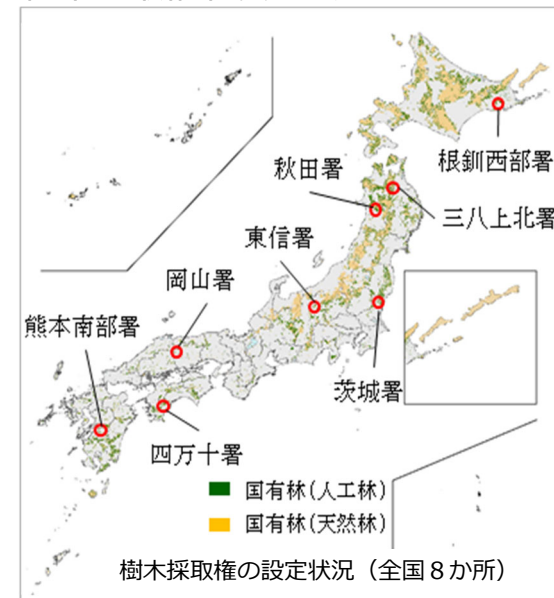 根釧西部署
秋田署
三八上北署
東信署
岡山署
熊本南部署
茨城署
四万十署
国有林(人工林)
国有林(天然林)
樹木採取権の設定状況（全国８か所）